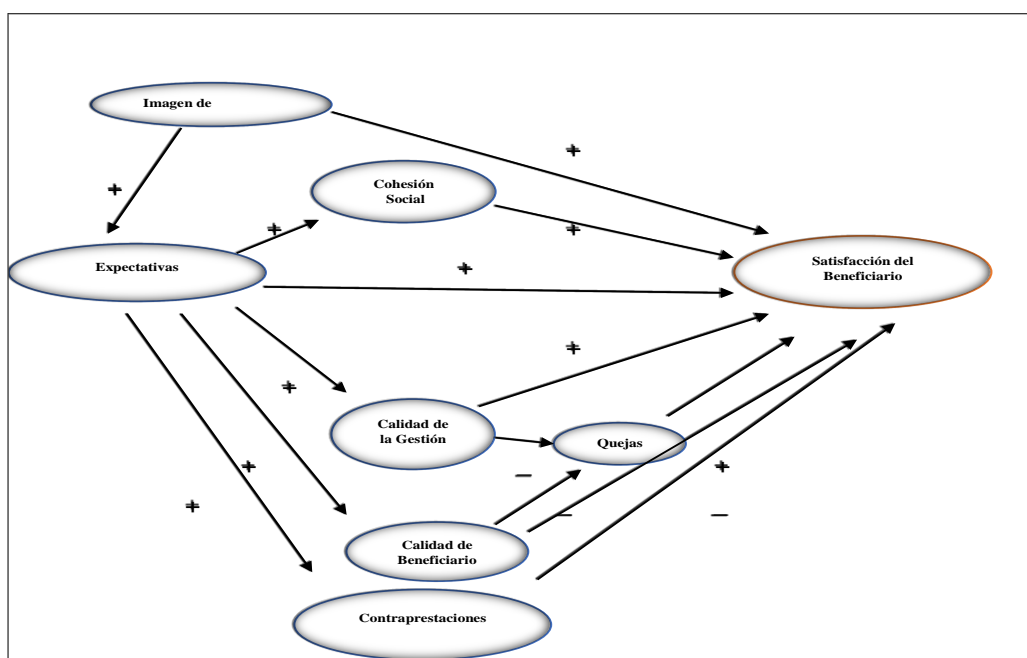 Imagen de
+
+
Cohesión
Social
+
+
Expectativas
+
Satisfacción del
Beneficiario
+
+
Calidad de
la Gestión
Quejas
+
+
–
+
–
–
Calidad de
Beneficiario
Contraprestaciones